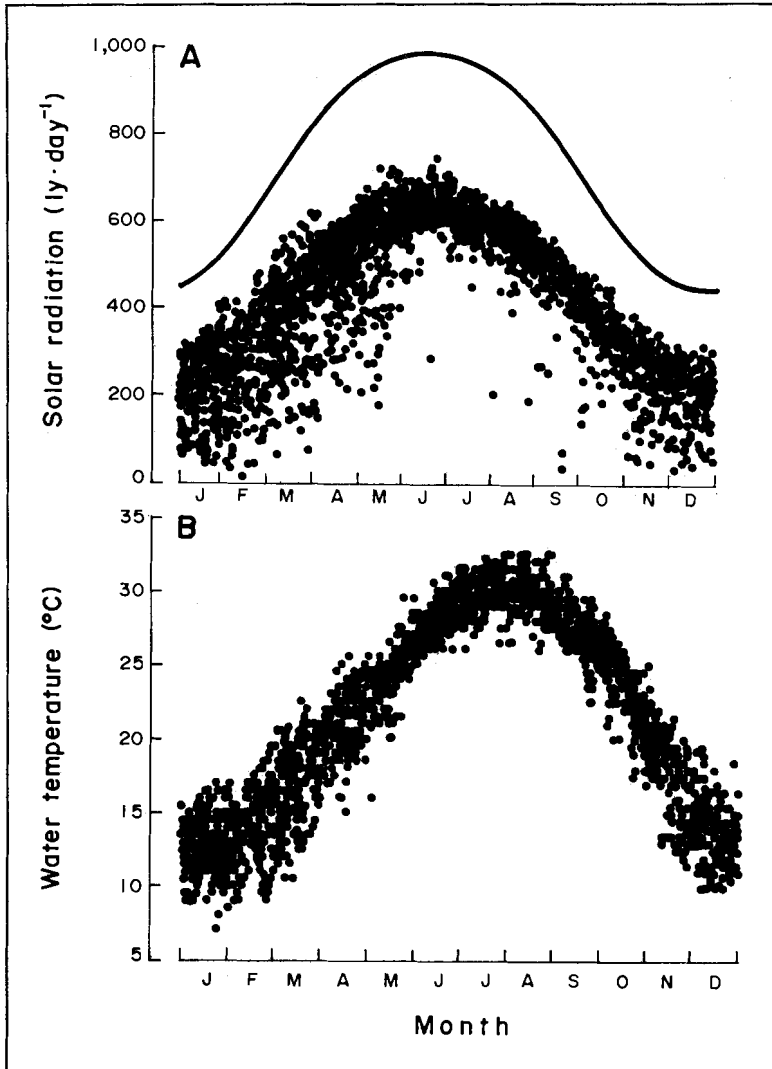 A
Solar radiation (ly·day⁻¹)
1,000
800
600
400
200
0
J F M A M J J A S O N D
B
Water temperature (ºC)
35
30
25
20
15
10
5
J F M A M J J A S O N D
Month